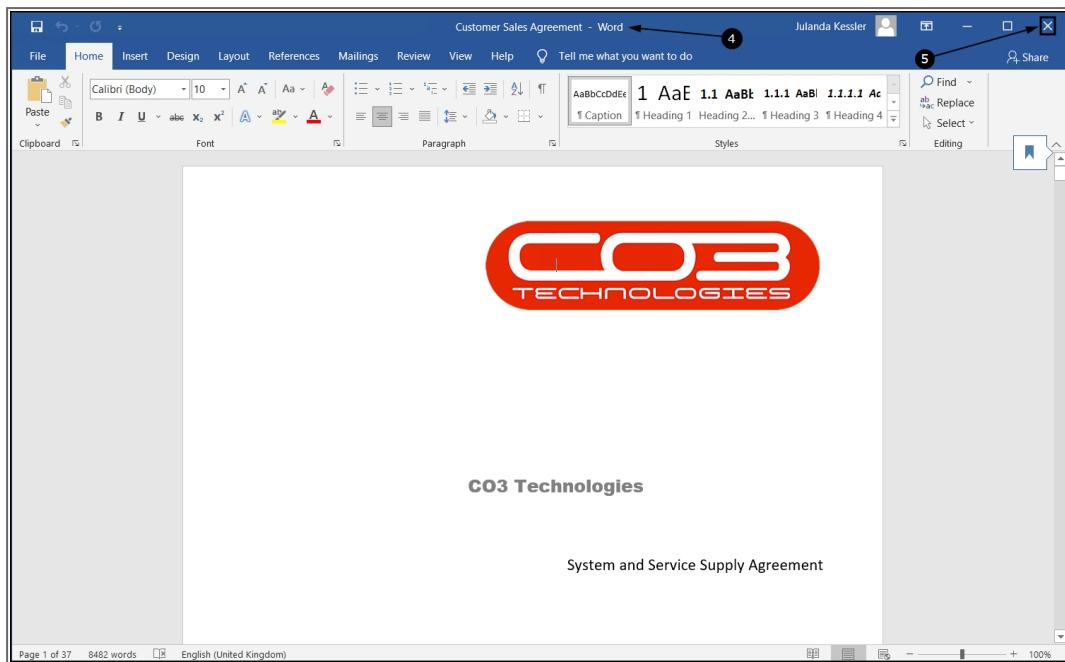 Customer Sales Agreement - Word
4
Julanda Kessler
5
File Home Insert Design Layout References Mailings Review View Help Tell me what you want to do Share
Paste
Clipboard
Calibri (Body) 10 A A Aa
B I U abc X₂ X² A aby A
Font
Paragraph
AaBbCcDdEe 1 AaE 1.1 AaBb 1.1.1 AaBl 1.1.1.1 Ac
¶ Caption ¶ Heading 1 Heading 2... ¶ Heading 3 ¶ Heading 4
Styles
Find
Replace
Select
Editing
CO3
TECHNOLOGIES
CO3 Technologies
System and Service Supply Agreement
Page 1 of 37 8482 words English (United Kingdom) 100%